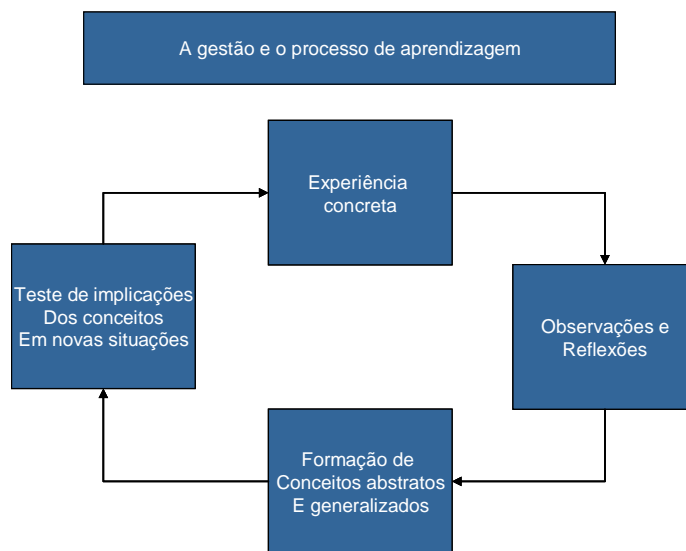 A gestão e o processo de aprendizagem
Experiência
concreta
Observações e
Reflexões
Formação de
Conceitos abstratos
E generalizados
Teste de implicações
Dos conceitos
Em novas situações